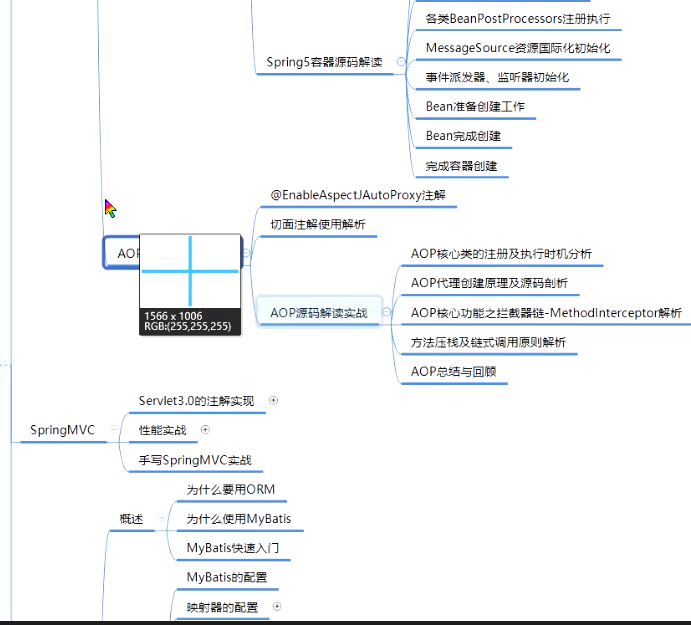 各类BeanPostProcessors注册执行
MessageSource资源国际化初始化
Spring5容器源码解读
事件派发器、监听器初始化
Bean准备创建工作
Bean完成创建
完成容器创建
@EnableAspectJAutoProxy注解
切面注解使用解析
AOP
AOP核心类的注册及执行时机分析
AOP代理创建原理及源码剖析
AOP源码解读实战
AOP核心功能之拦截器链-MethodInterceptor解析
1566 x 1006
RGB:(255,255,255)
方法压栈及链式调用原则解析
AOP总结与回顾
Servlet3.0的注解实现
SpringMVC
性能实战
手写SpringMVC实战
为什么要用ORM
概述
为什么使用MyBatis
MyBatis快速入门
MyBatis的配置
映射器的配置